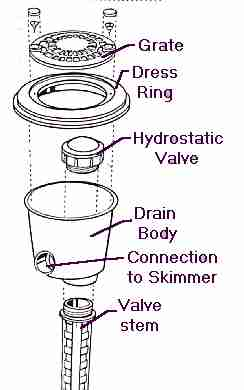 Grate
Dress
Ring
Hydrostatic
Valve
Drain
Body
Connection
to Skimmer
Valve
stem